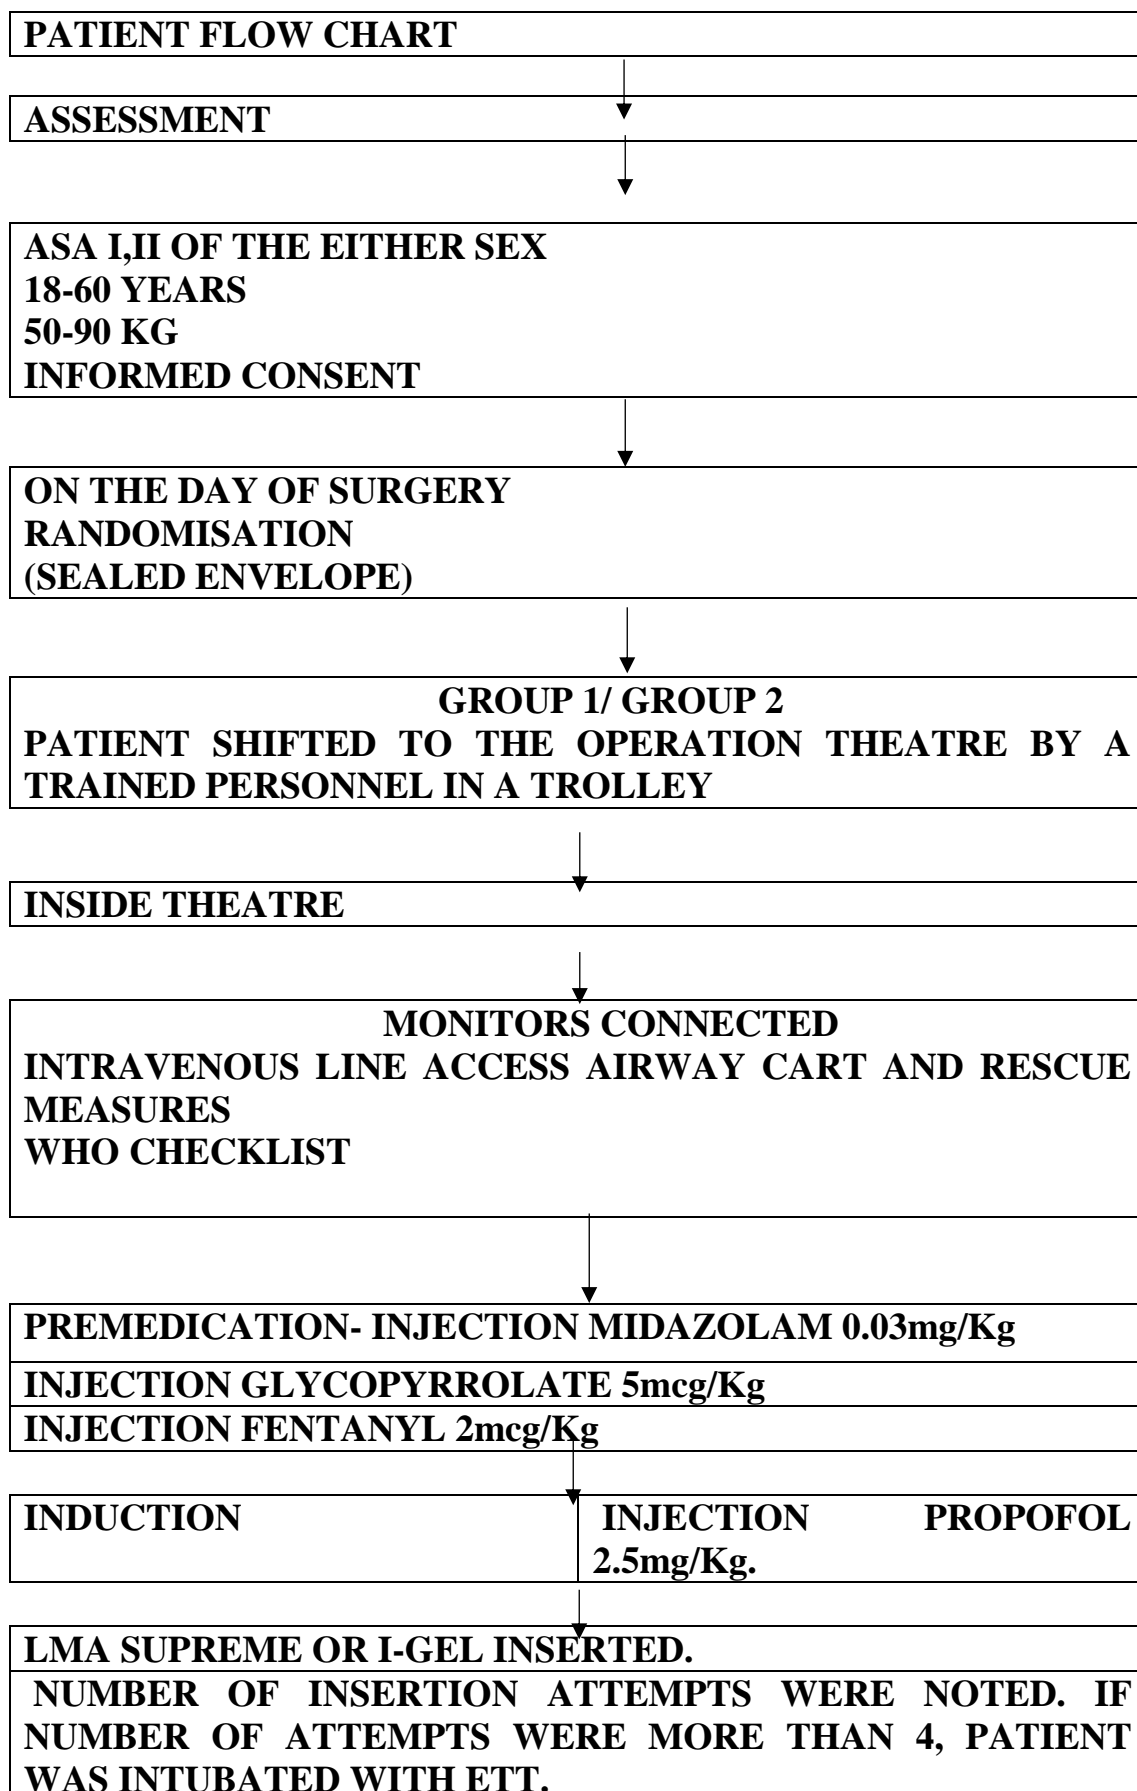 PATIENT FLOW CHART
ASSESSMENT
ASA I,II OF THE EITHER SEX
18-60 YEARS
50-90 KG
INFORMED CONSENT
ON THE DAY OF SURGERY
RANDOMISATION
(SEALED ENVELOPE)
GROUP 1/ GROUP 2
PATIENT SHIFTED TO THE OPERATION THEATRE BY A
TRAINED PERSONNEL IN A TROLLEY
INSIDE THEATRE
MONITORS CONNECTED
INTRAVENOUS LINE ACCESS AIRWAY CART AND RESCUE
MEASURES
WHO CHECKLIST
PREMEDICATION- INJECTION MIDAZOLAM 0.03mg/Kg
INJECTION GLYCOPYRROLATE 5mcg/Kg
INJECTION FENTANYL 2mcg/Kg
INDUCTION
INJECTION PROPOFOL
2.5mg/Kg.
LMA SUPREME OR I-GEL INSERTED.
NUMBER OF INSERTION ATTEMPTS WERE NOTED. IF
NUMBER OF ATTEMPTS WERE MORE THAN 4, PATIENT
WAS INTUBATED WITH ETT.